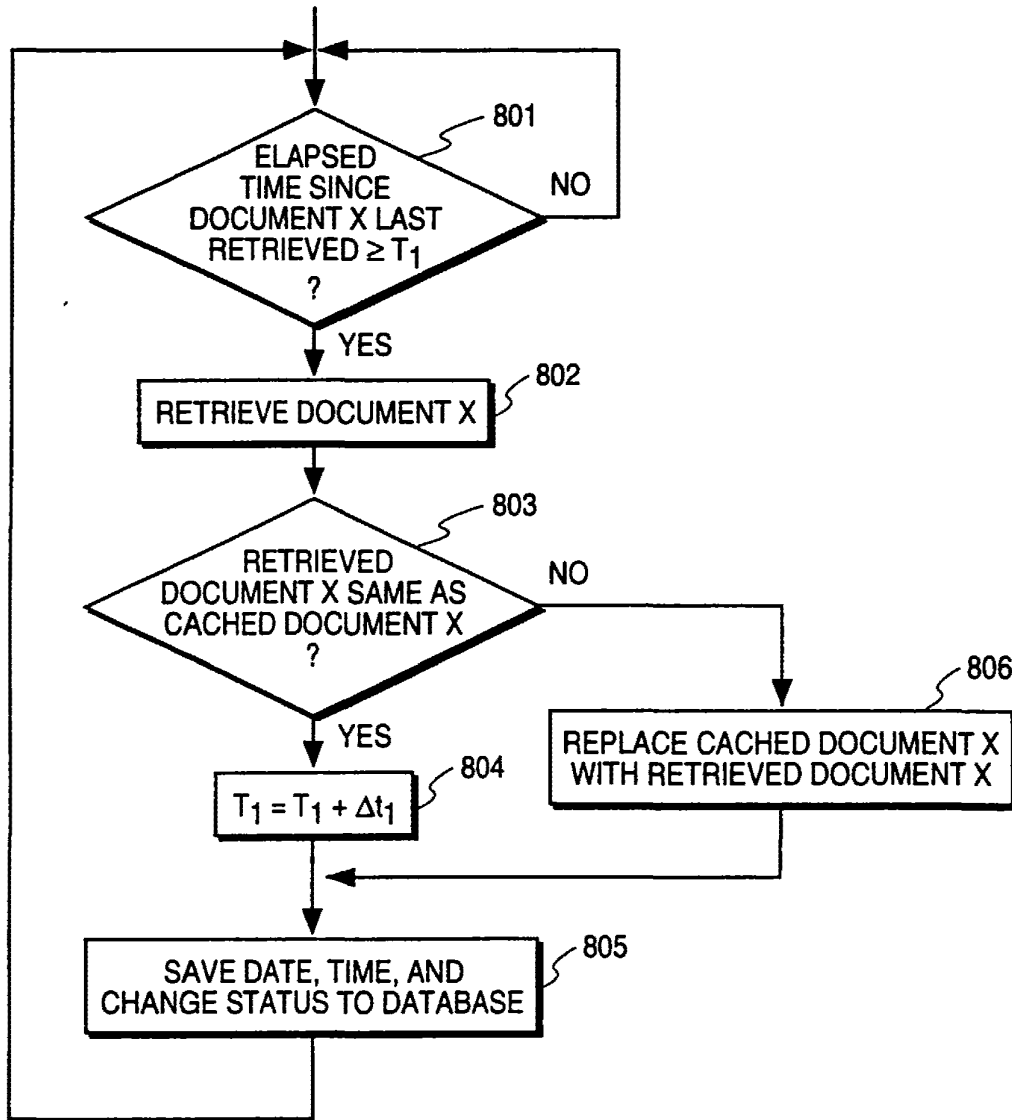 801
ELAPSED
TIME SINCE
DOCUMENT X LAST
RETRIEVED ≥ T1
?
NO
YES
802
RETRIEVE DOCUMENT X
803
RETRIEVED
DOCUMENT X SAME AS
CACHED DOCUMENT X
?
NO
YES
806
REPLACE CACHED DOCUMENT X
WITH RETRIEVED DOCUMENT X
804
T1 = T1 + Δt1
805
SAVE DATE, TIME, AND
CHANGE STATUS TO DATABASE